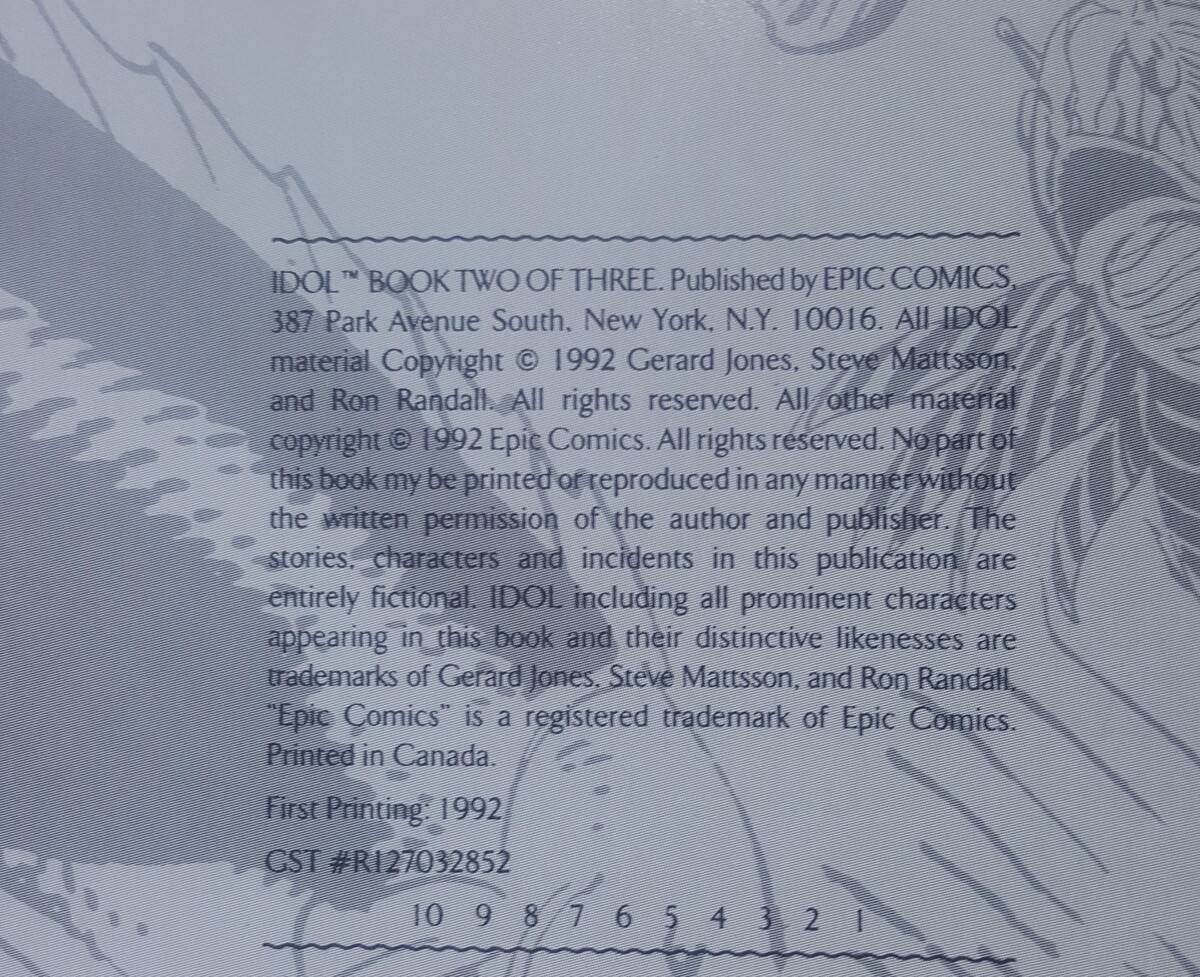 IDOL™ BOOK TWO OF THREE. Published by EPIC COMICS,
387 Park Avenue South, New York, N.Y. 10016. All IDOL
material Copyright © 1992 Gerard Jones, Steve Mattsson,
and Ron Randall. All rights reserved. All other material
copyright © 1992 Epic Comics. All rights reserved. No part of
this book my be printed or reproduced in any manner without
the written permission of the author and publisher. The
stories, characters and incidents in this publication are
entirely fictional. IDOL including all prominent characters
appearing in this book and their distinctive likenesses are
trademarks of Gerard Jones, Steve Mattsson, and Ron Randall.
"Epic Comics" is a registered trademark of Epic Comics.
Printed in Canada.
First Printing: 1992
GST #R127032852
10 9 8 7 6 5 4 3 2 1